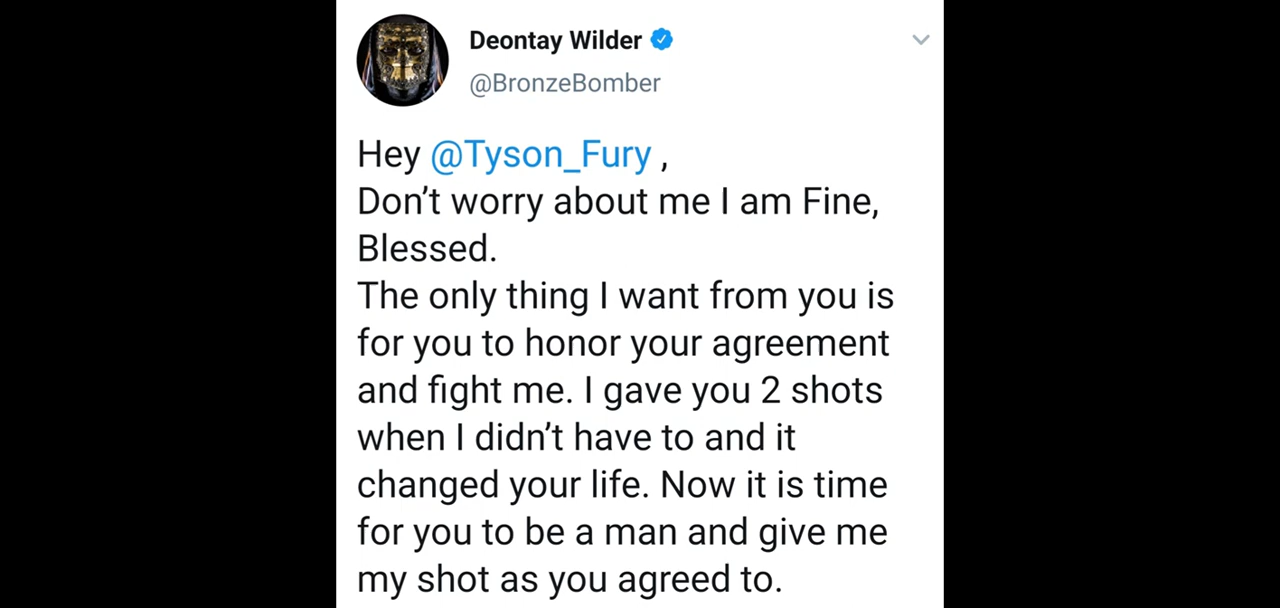 Deontay Wilder
@BronzeBomber
Hey @Tyson_Fury ,
Don’t worry about me I am Fine,
Blessed.
The only thing I want from you is
for you to honor your agreement
and fight me. I gave you 2 shots
when I didn’t have to and it
changed your life. Now it is time
for you to be a man and give me
my shot as you agreed to.